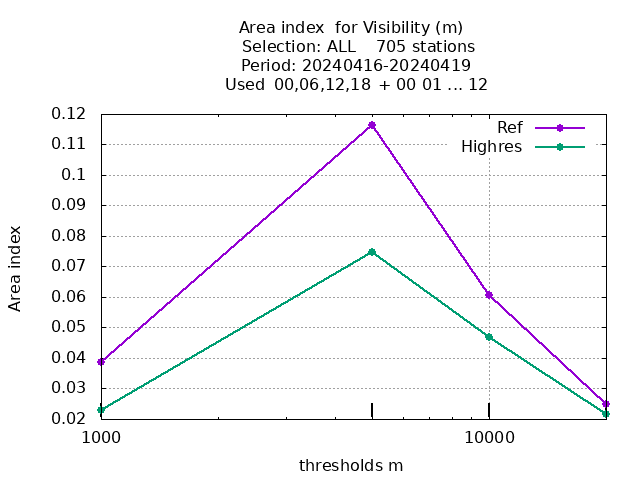 Area index  for Visibility (m)
Selection: ALL    705 stations
Period: 20240416-20240419
Used  00,06,12,18  + 00 01 ... 12
Ref
Highres
0.12
0.11
0.1
0.09
0.08
0.07
0.06
0.05
0.04
0.03
0.02
Area index
1000
10000
thresholds m